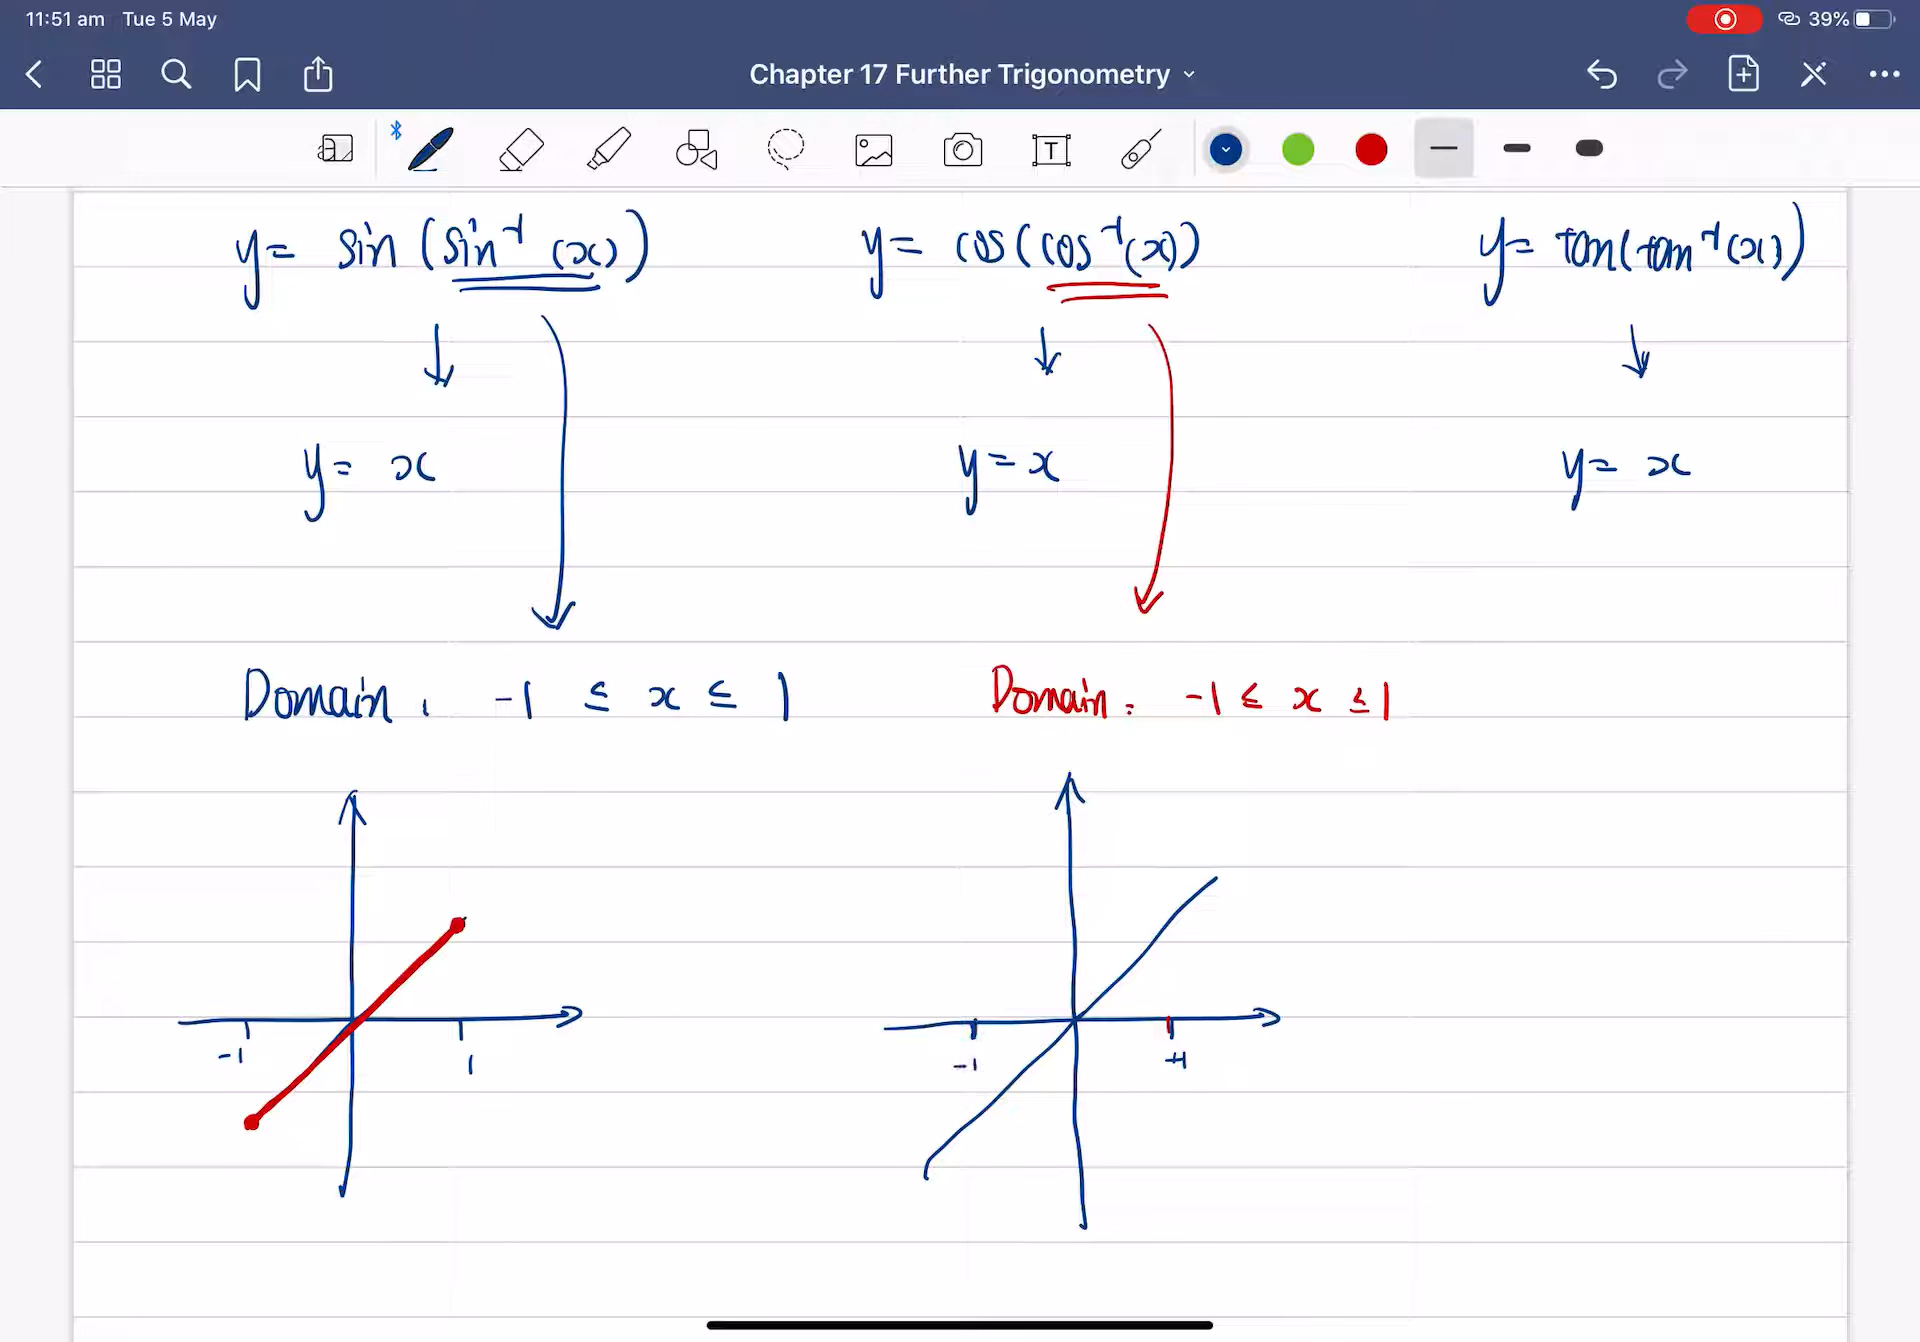 11:51 am Tue 5 May 39%
Chapter 17 Further Trigonometry
a T
y = sin (sin⁻¹ (x)) y = cos (cos⁻¹(x)) y = tan(tan⁻¹(x))
y = x y = x y = x
Domain : -1 ≤ x ≤ 1 Domain : -1 ≤ x ≤ 1
-1 1 -1 +1